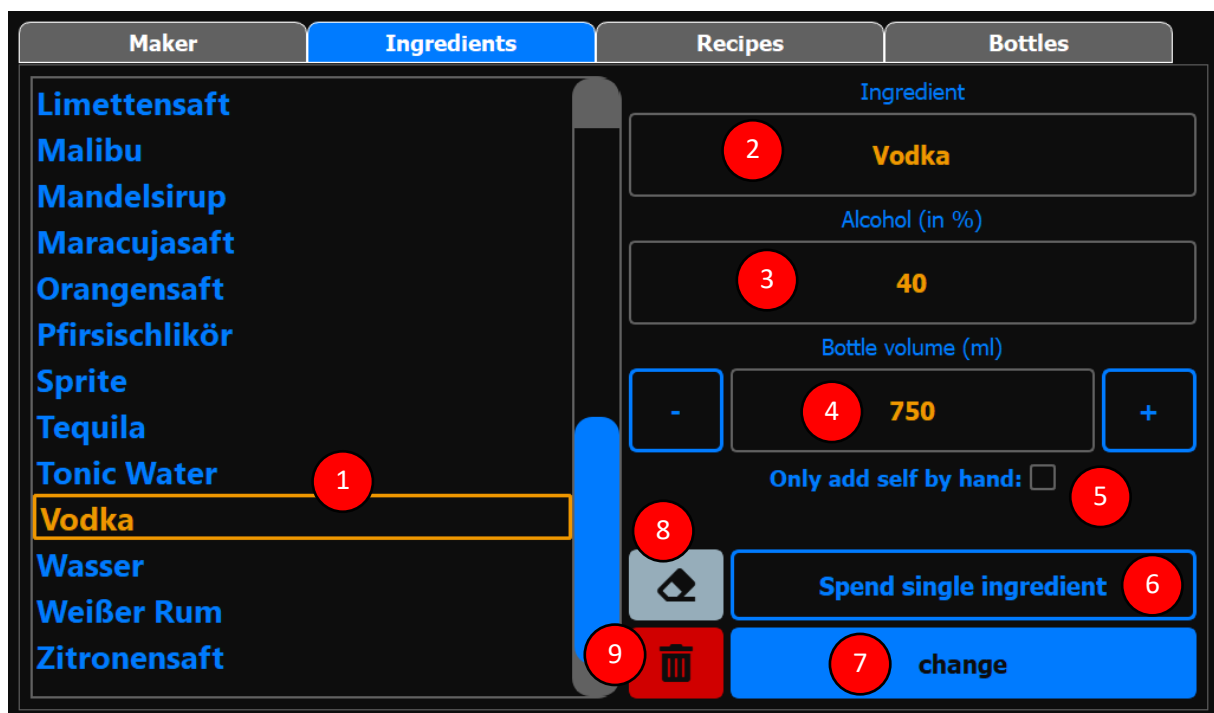 Maker Ingredients Recipes Bottles
Limettensaft
Malibu
Mandelsirup
Maracujasaft
Orangensaft
Pfirsischlikör
Sprite
Tequila
Tonic Water
1
Vodka
Wasser
Weißer Rum
Zitronensaft
Ingredient
2
Vodka
Alcohol (in %)
3
40
Bottle volume (ml)
-
4
750
+
Only add self by hand:
5
8
Spend single ingredient
6
9
7
change